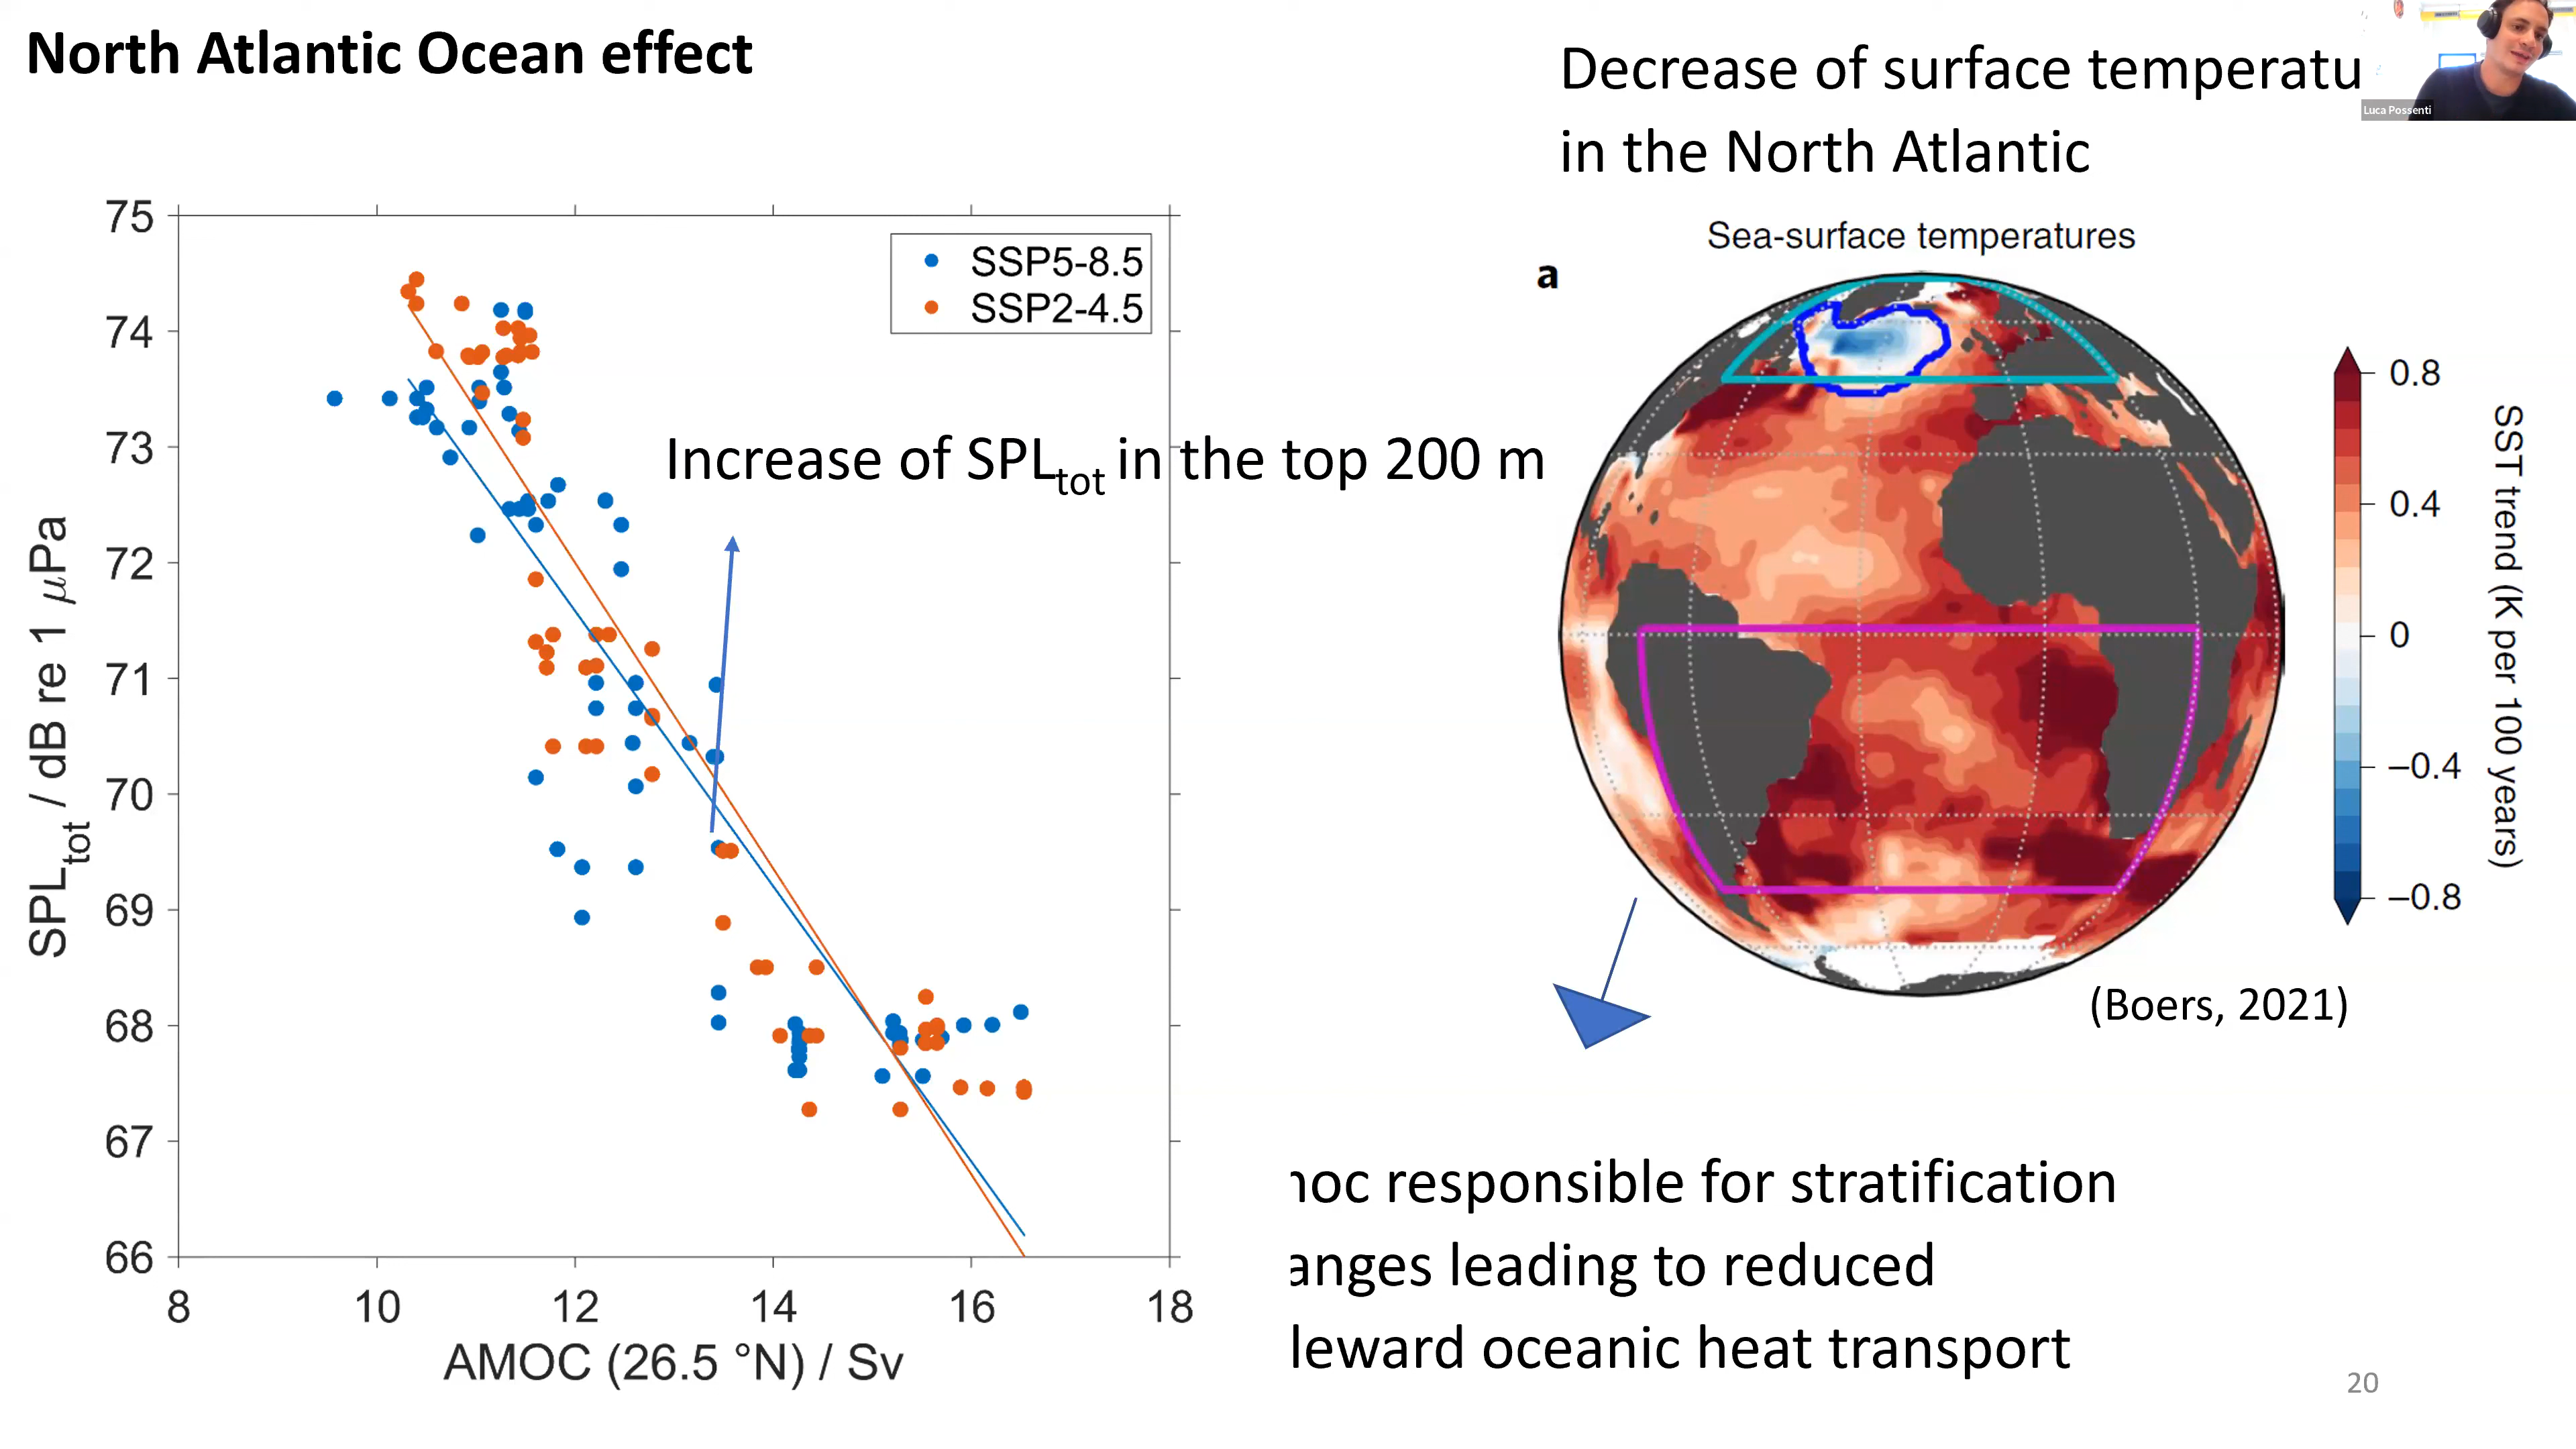 North Atlantic Ocean effect
Decrease of surface temperatu
in the North Atlantic
Luca Possenti
75
74
73
72
71
70
69
68
67
66
SPLtot / dB re 1 μPa
8 10 12 14 16 18
AMOC (26.5 °N) / Sv
SSP5-8.5
SSP2-4.5
Increase of SPLtot in the top 200 m
Sea-surface temperatures
a
0.8
0.4
0
−0.4
−0.8
SST trend (K per 100 years)
(Boers, 2021)
oc responsible for stratification
anges leading to reduced
leward oceanic heat transport
20